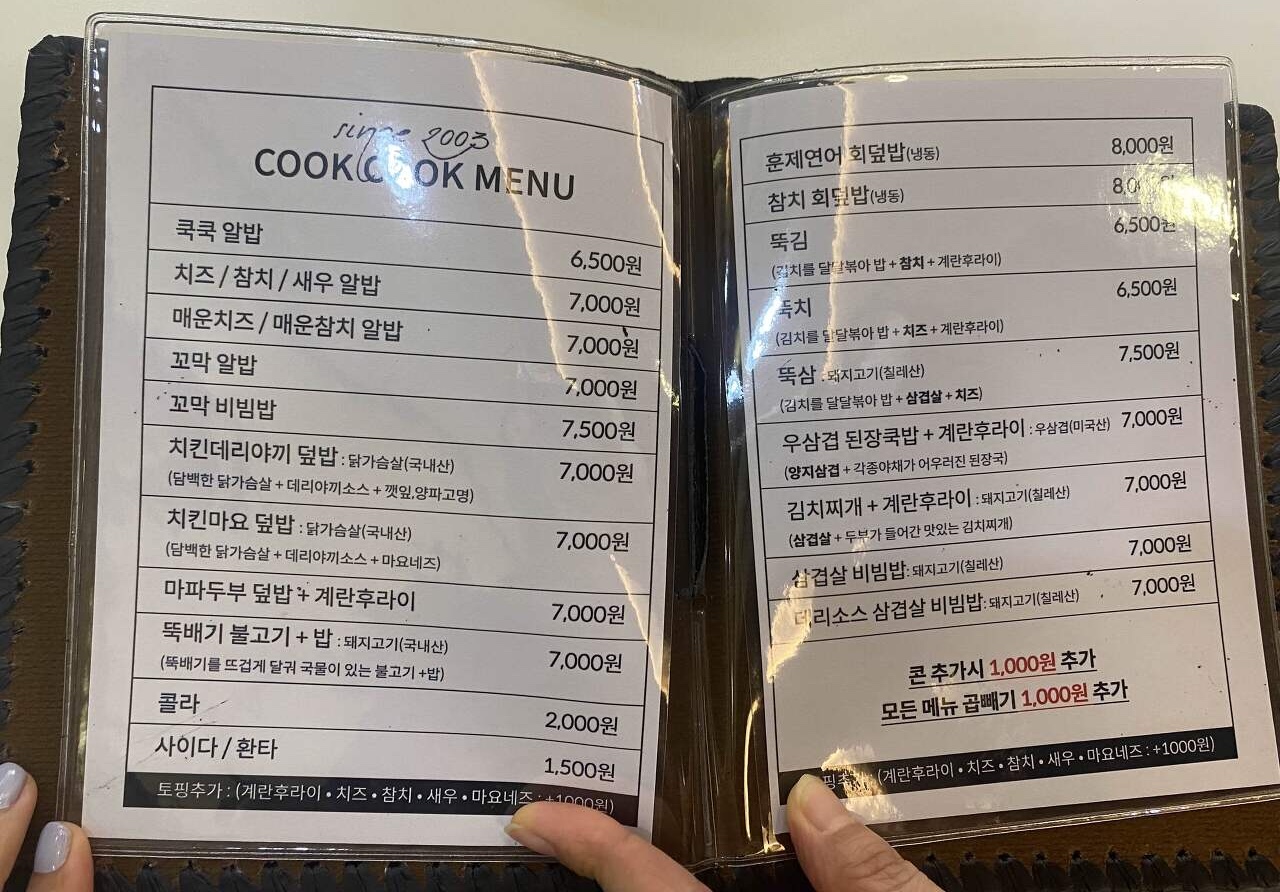 since 2003
COOK COOK MENU
쿡쿡 알밥 6,500원
치즈 / 참치 / 새우 알밥 7,000원
매운치즈 / 매운참치 알밥 7,000원
꼬막 알밥 7,000원
꼬막 비빔밥 7,500원
치킨데리야끼 덮밥 : 닭가슴살(국내산) 7,000원
(담백한 닭가슴살 + 데리야끼소스 + 깻잎,양파고명)
치킨마요 덮밥 : 닭가슴살(국내산) 7,000원
(담백한 닭가슴살 + 데리야끼소스 + 마요네즈)
마파두부 덮밥 + 계란후라이 7,000원
뚝배기 불고기 + 밥 : 돼지고기(국내산) 7,000원
(뚝배기를 뜨겁게 달궈 국물이 있는 불고기 +밥)
콜라 2,000원
사이다 / 환타 1,500원
토핑추가 : (계란후라이 • 치즈 • 참치 • 새우 • 마요네즈 : +1000원)
훈제연어 회덮밥(냉동) 8,000원
참치 회덮밥(냉동)
뚝김 6,500원
(김치를 달달볶아 밥 + 참치 + 계란후라이)
뚝치 6,500원
(김치를 달달볶아 밥 + 치즈 + 계란후라이)
뚝삼 : 돼지고기(칠레산) 7,500원
(김치를 달달볶아 밥 + 삼겹살 + 치즈)
우삼겹 된장쿡밥 + 계란후라이 : 우삼겹(미국산) 7,000원
(양지삼겹 + 각종야채가 어우러진 된장국)
김치찌개 + 계란후라이 : 돼지고기(칠레산) 7,000원
(삼겹살 + 두부가 들어간 맛있는 김치찌개)
삼겹살 비빔밥: 돼지고기(칠레산) 7,000원
데리소스 삼겹살 비빔밥: 돼지고기(칠레산) 7,000원
콘 추가시 1,000원 추가
모든 메뉴 곱빼기 1,000원 추가
(계란후라이 • 치즈 • 참치 • 새우 • 마요네즈 : +1000원)